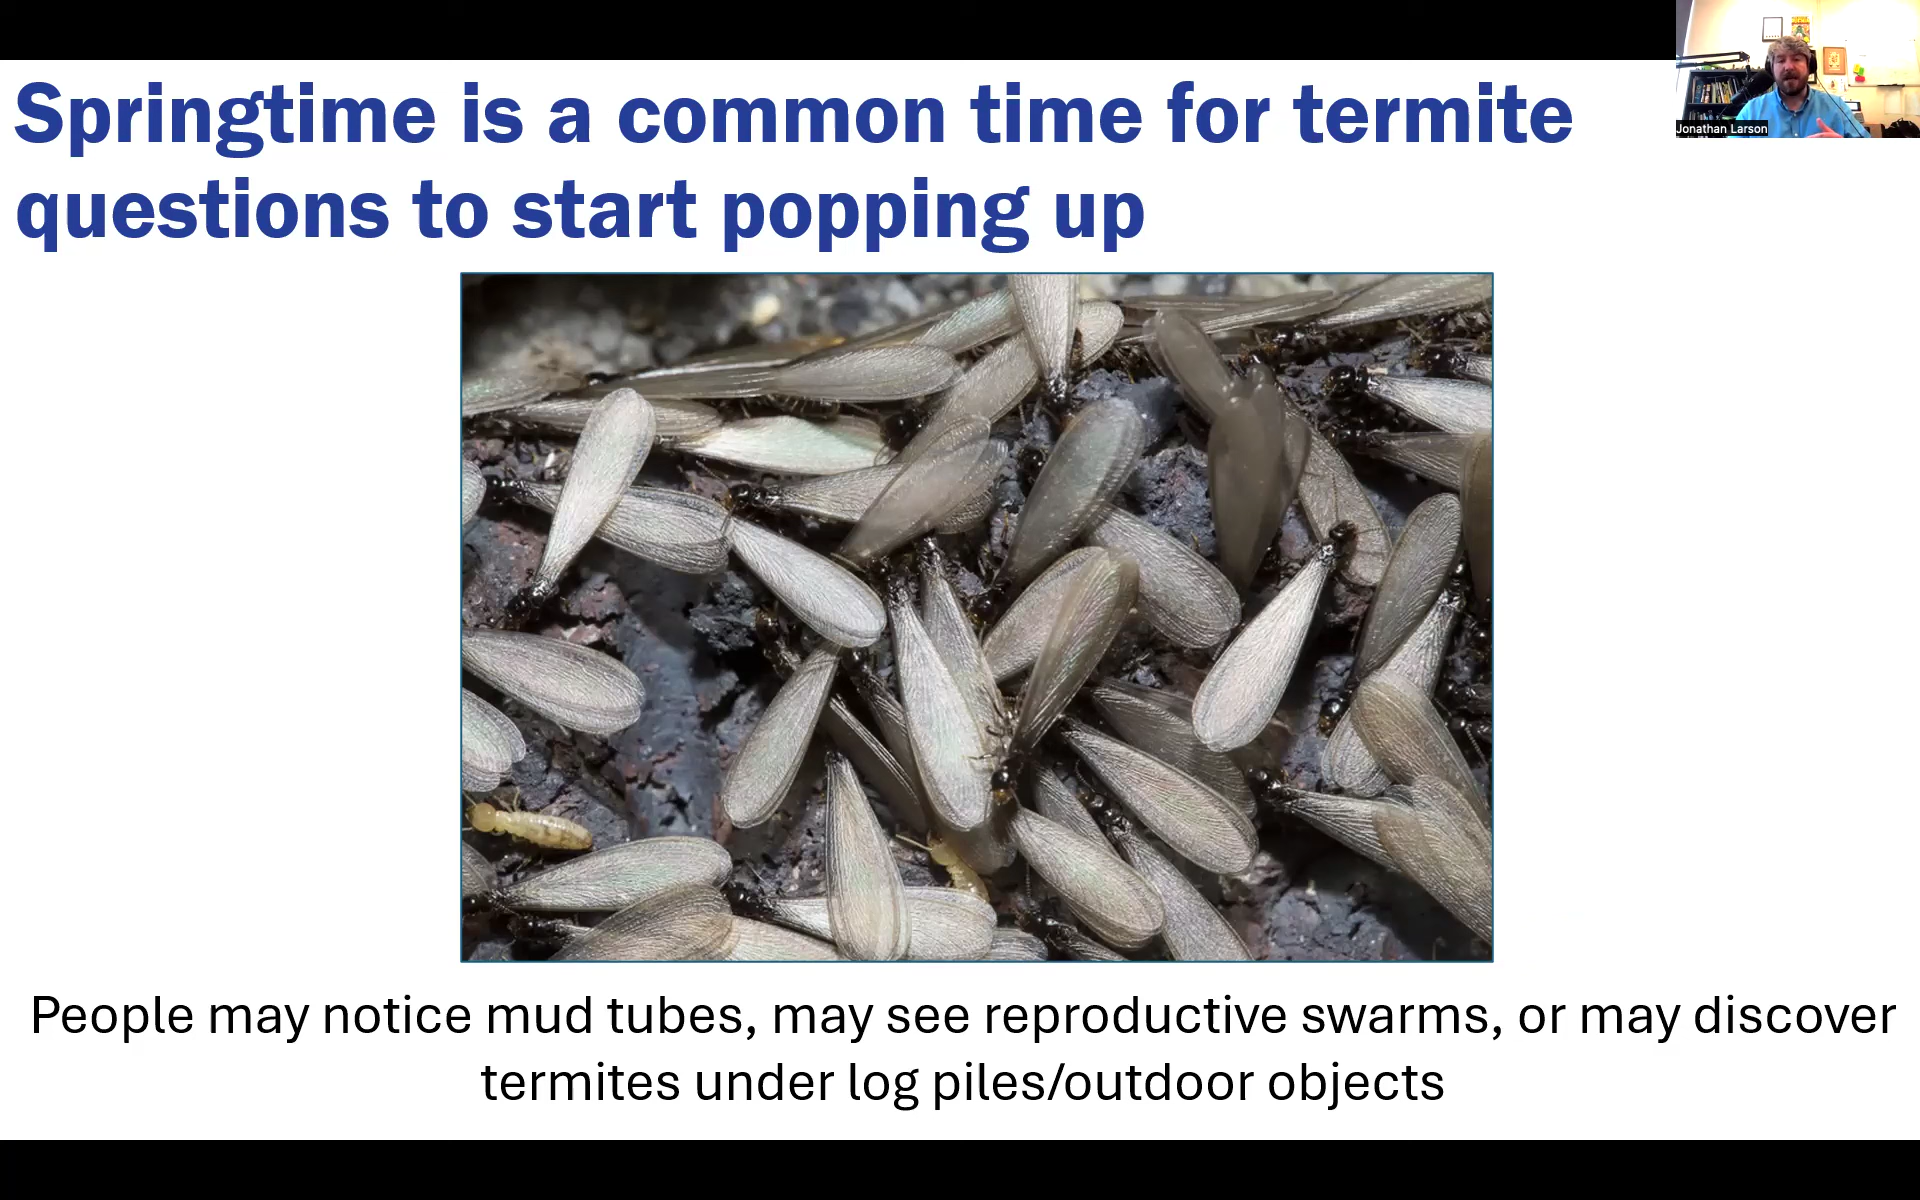 Springtime is a common time for termite
questions to start popping up
Jonathan Larson
People may notice mud tubes, may see reproductive swarms, or may discover
termites under log piles/outdoor objects